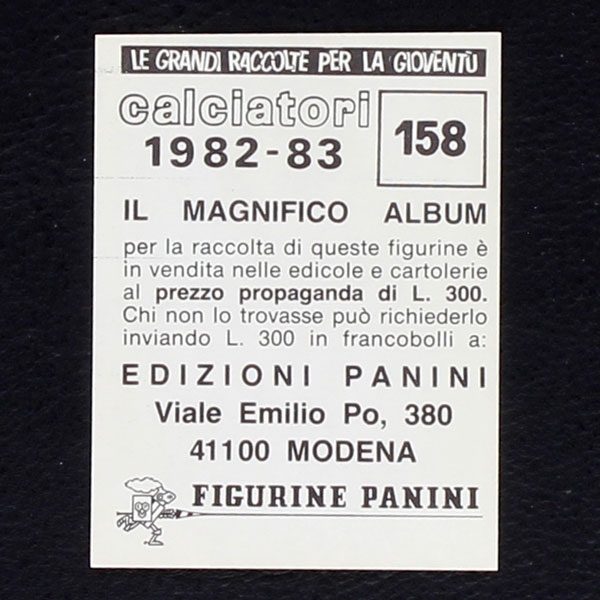 LE GRANDI RACCOLTE PER LA GIOVENTÙ
calciatori
1982-83
158
IL MAGNIFICO ALBUM
per la raccolta di queste figurine è
in vendita nelle edicole e cartolerie
al prezzo propaganda di L. 300.
Chi non lo trovasse può richiederlo
inviando L. 300 in francobolli a:
EDIZIONI PANINI
Viale Emilio Po, 380
41100 MODENA
FIGURINE PANINI